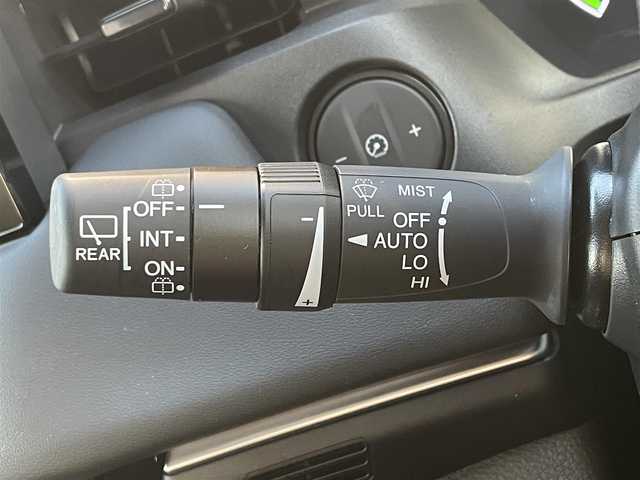 OFF
INT
ON
REAR
−
+
PULL
MIST
OFF
AUTO
LO
HI
−
+